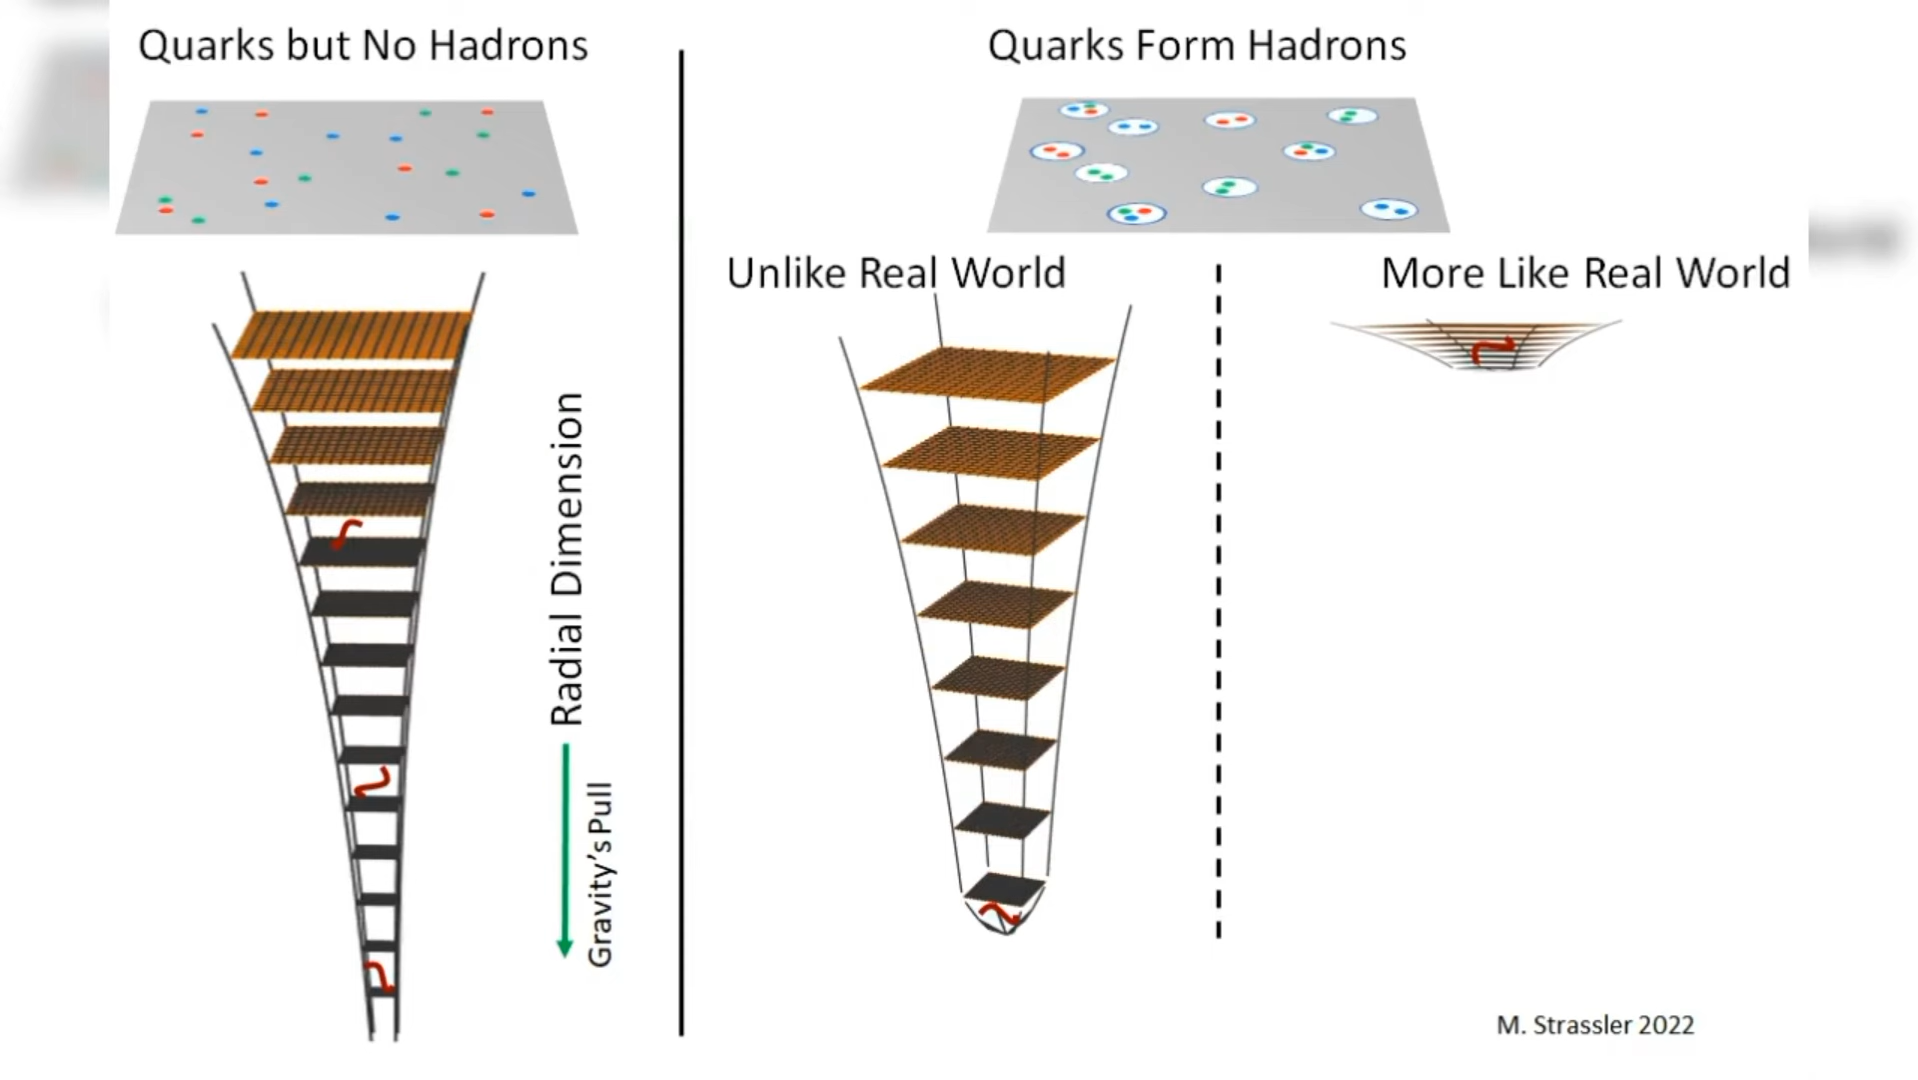 Quarks but No Hadrons
Quarks Form Hadrons
Unlike Real World
More Like Real World
Radial Dimension
Gravity's Pull
M. Strassler 2022